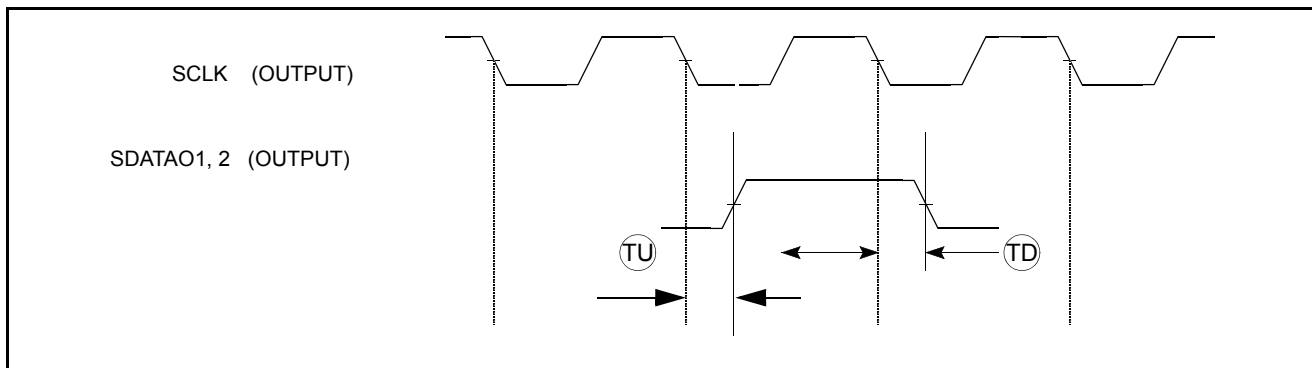 SCLK (OUTPUT)
SDATAO1, 2 (OUTPUT)
TU
TD